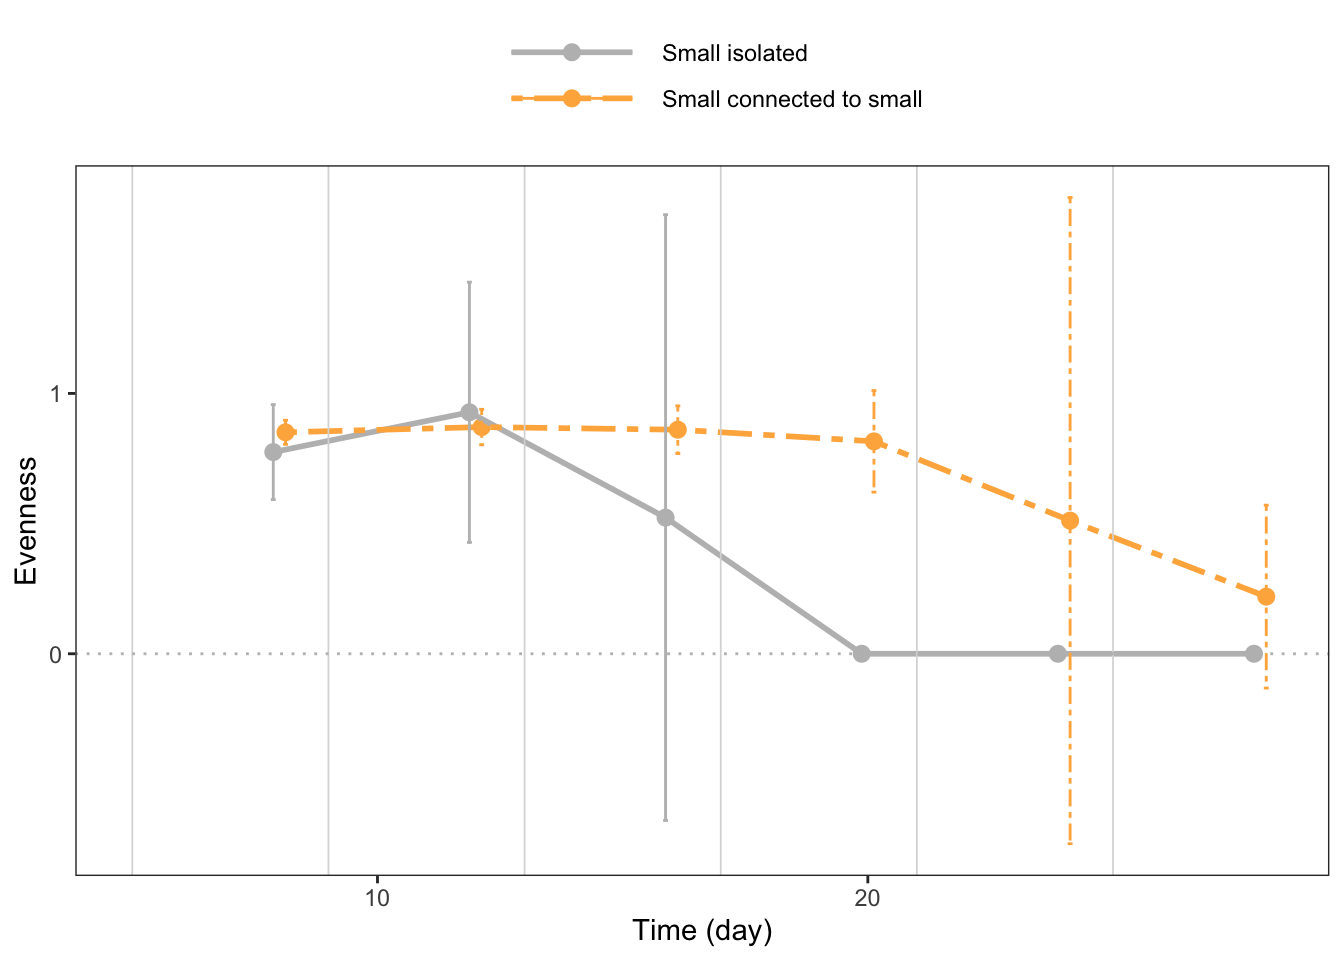 Small isolated
Small connected to small
1
0
Evenness
10 20
Time (day)